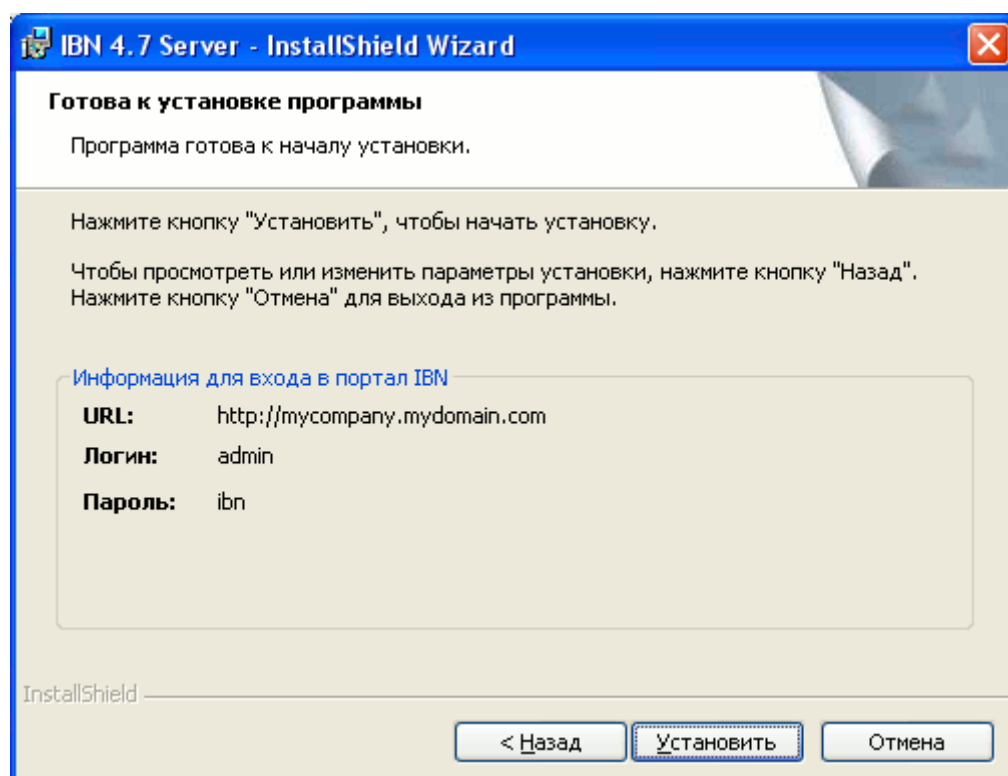 IBN 4.7 Server - InstallShield Wizard
Готова к установке программы
Программа готова к началу установки.
Нажмите кнопку "Установить", чтобы начать установку.
Чтобы просмотреть или изменить параметры установки, нажмите кнопку "Назад".
Нажмите кнопку "Отмена" для выхода из программы.
Информация для входа в портал IBN
URL: http://mycompany.mydomain.com
Логин: admin
Пароль: ibn
InstallShield
< Назад Установить Отмена